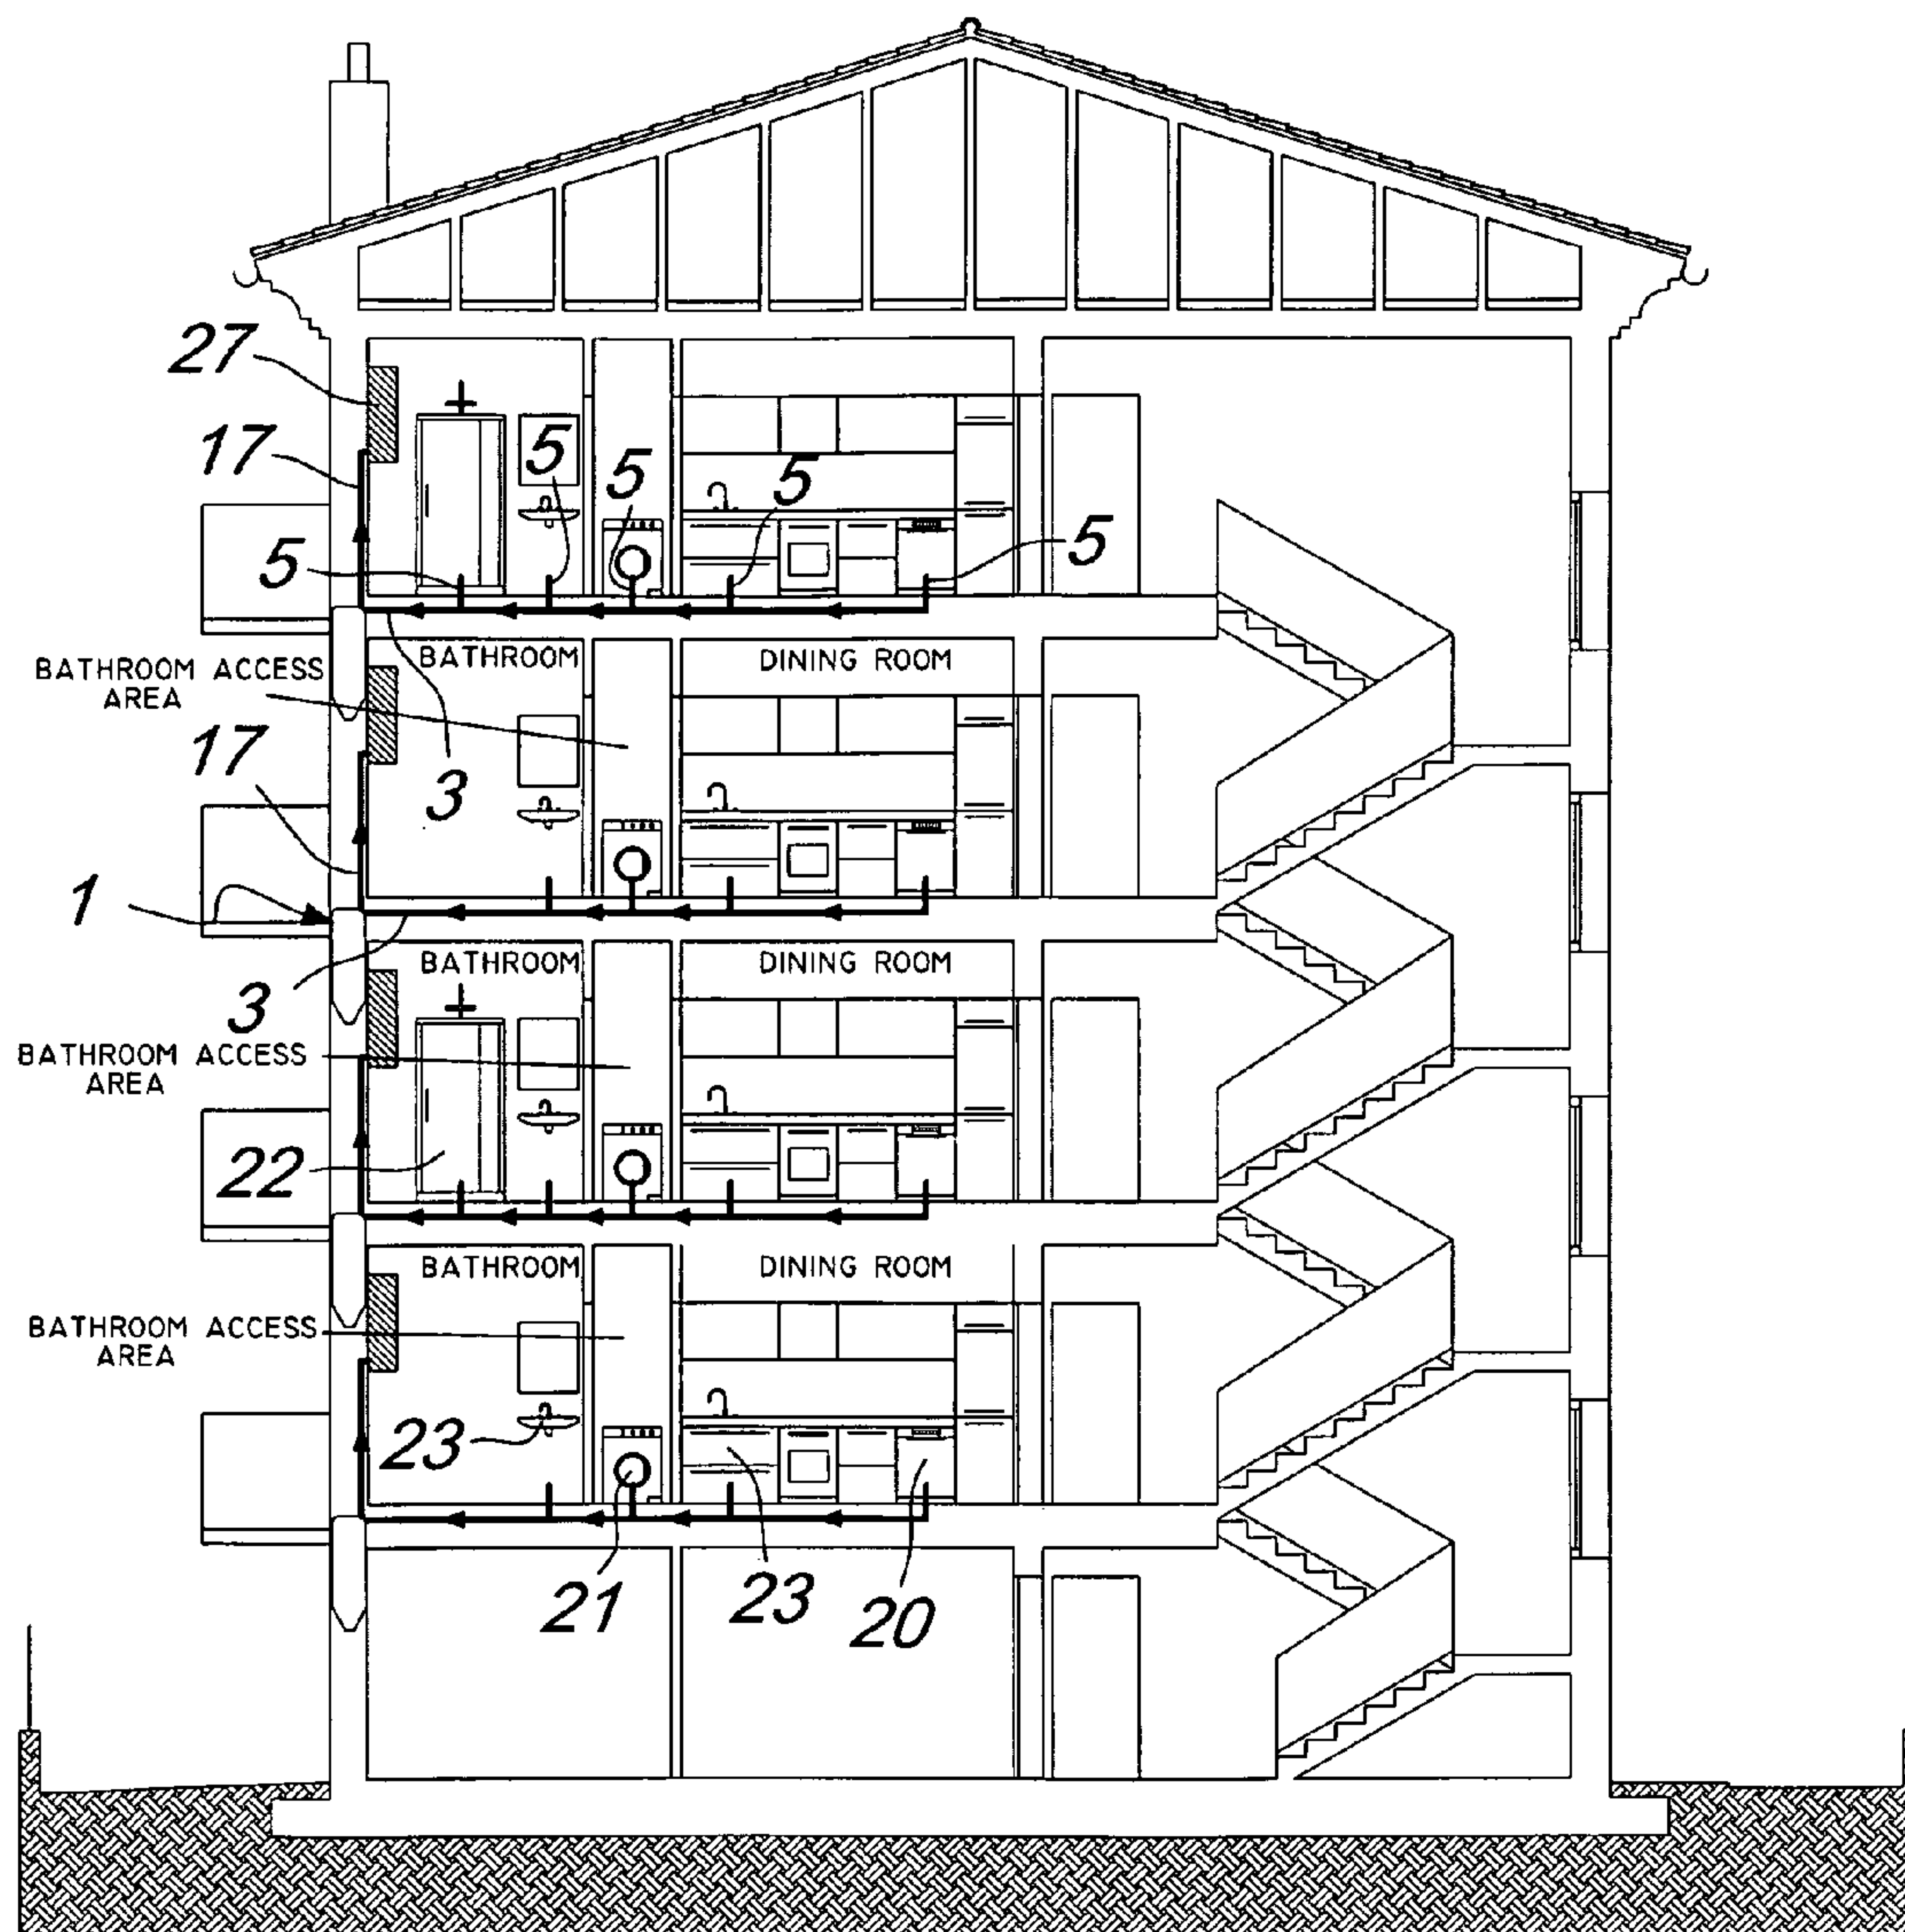 27
17
5
5
5
5
5
BATHROOM
DINING ROOM
BATHROOM ACCESS
AREA
17
3
1
BATHROOM
DINING ROOM
3
BATHROOM ACCESS
AREA
22
BATHROOM
DINING ROOM
BATHROOM ACCESS
AREA
23
21
23
20